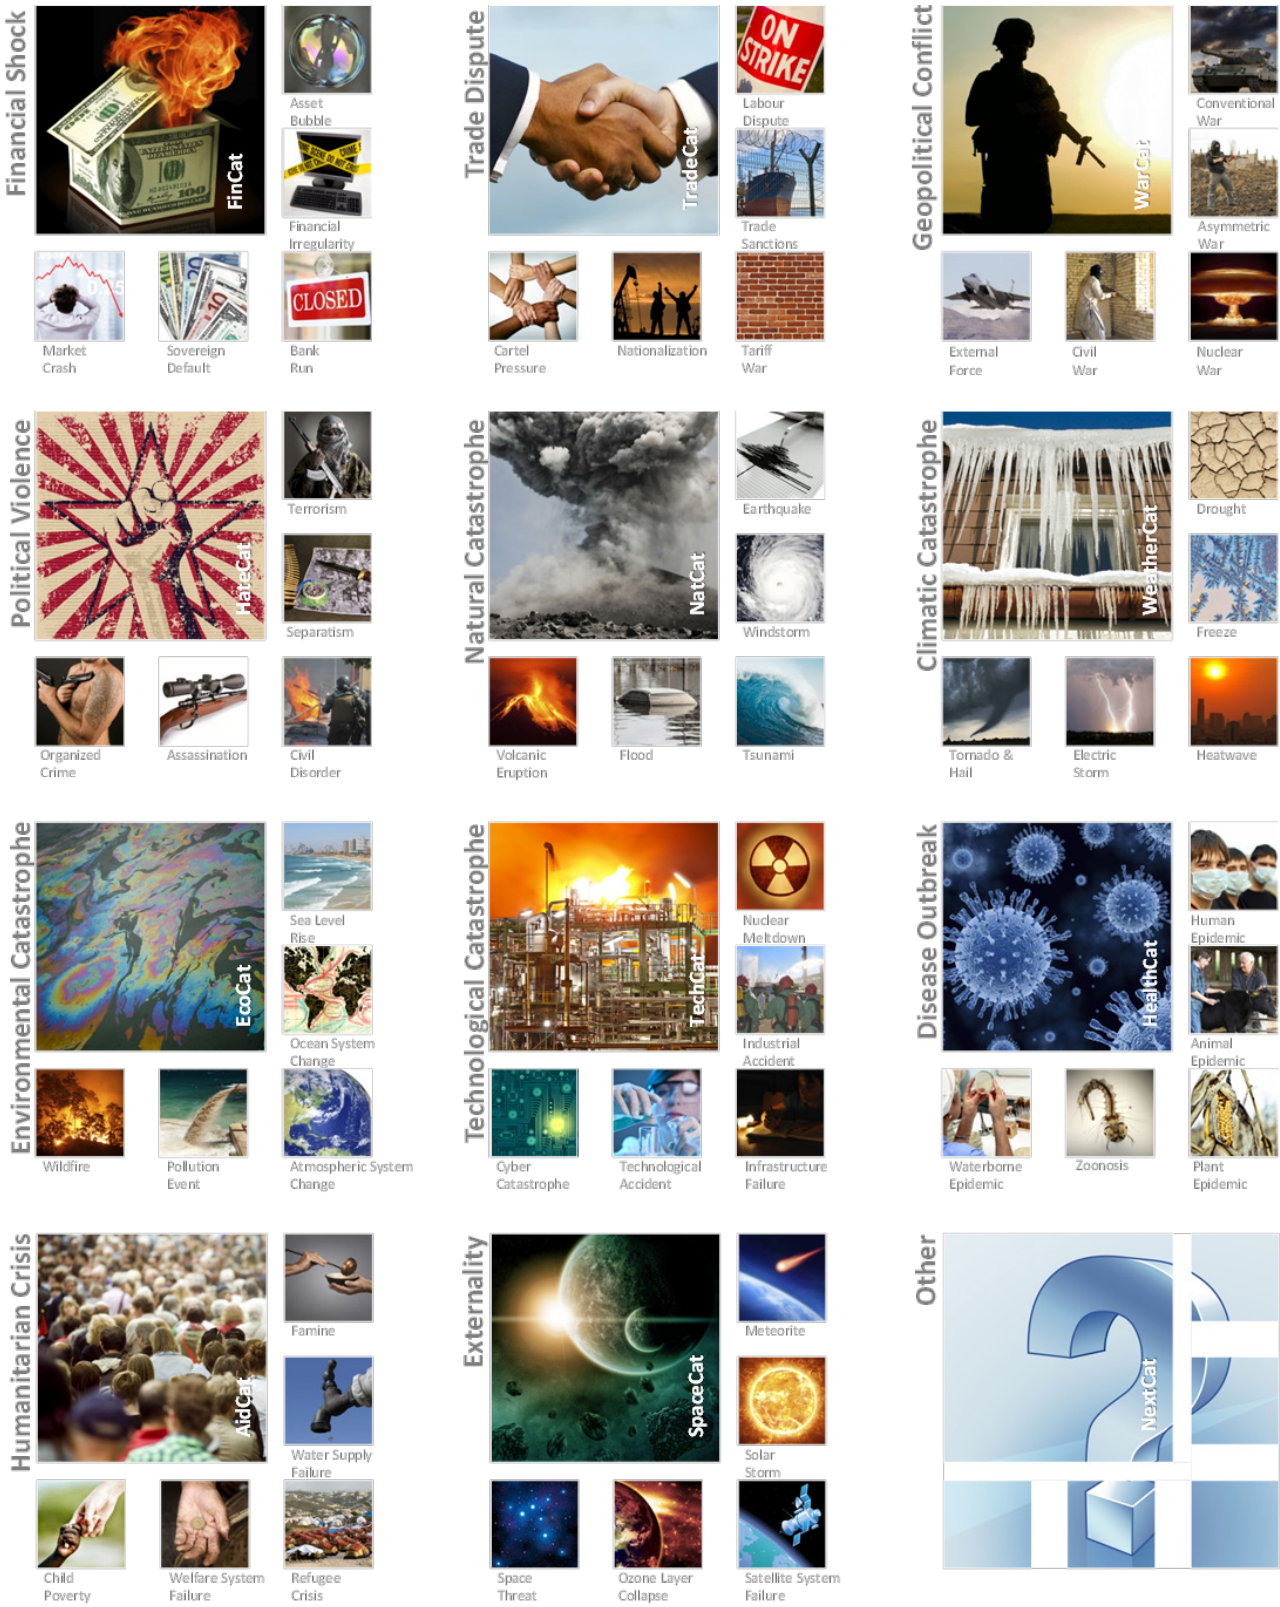 Financial Shock
FinCat
Asset
Bubble
Financial
Irregularity
Market
Crash
Sovereign
Default
CLOSED
Bank
Run
Trade Dispute
TradeCat
ON
STRIKE
Labour
Dispute
Trade
Sanctions
Cartel
Pressure
Nationalization
Tariff
War
Geopolitical Conflict
WarCat
Conventional
War
Asymmetric
War
External
Force
Civil
War
Nuclear
War
Political Violence
HateCat
Terrorism
Separatism
Organized
Crime
Assassination
Civil
Disorder
Natural Catastrophe
NatCat
Earthquake
Windstorm
Volcanic
Eruption
Flood
Tsunami
Climatic Catastrophe
WeatherCat
Drought
Freeze
Tornado &
Hail
Electric
Storm
Heatwave
Environmental Catastrophe
EcoCat
Sea Level
Rise
Ocean System
Change
Wildfire
Pollution
Event
Atmospheric System
Change
Technological Catastrophe
TechCat
Nuclear
Meltdown
Industrial
Accident
Cyber
Catastrophe
Technological
Accident
Infrastructure
Failure
Disease Outbreak
HealthCat
Human
Epidemic
Animal
Epidemic
Waterborne
Epidemic
Zoonosis
Plant
Epidemic
Humanitarian Crisis
AidCat
Famine
Water Supply
Failure
Child
Poverty
Welfare System
Failure
Refugee
Crisis
Externality
SpaceCat
Meteorite
Solar
Storm
Space
Threat
Ozone Layer
Collapse
Satellite System
Failure
Other
NextCat